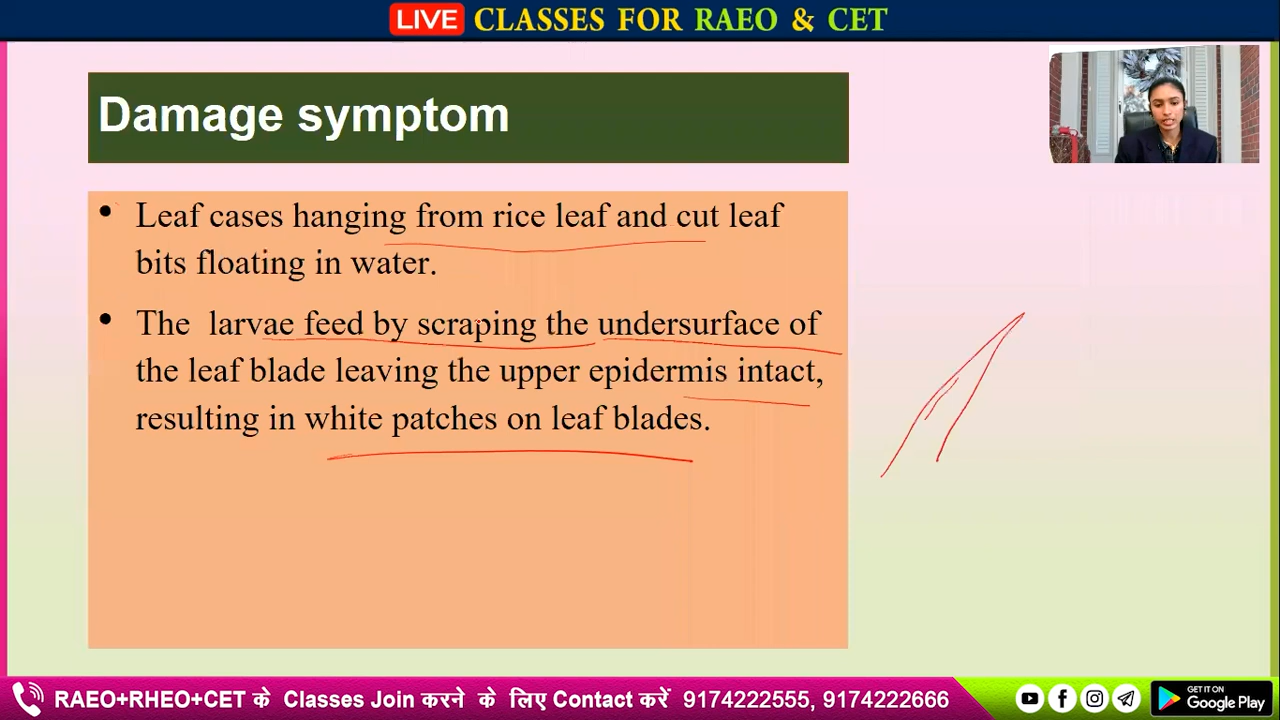 LIVE CLASSES FOR RAEO & CET
Damage symptom
• Leaf cases hanging from rice leaf and cut leaf
bits floating in water.
• The larvae feed by scraping the undersurface of
the leaf blade leaving the upper epidermis intact,
resulting in white patches on leaf blades.
RAEO+RHEO+CET के Classes Join करने के लिए Contact करें 9174222555, 9174222666
GET IT ON
Google Play